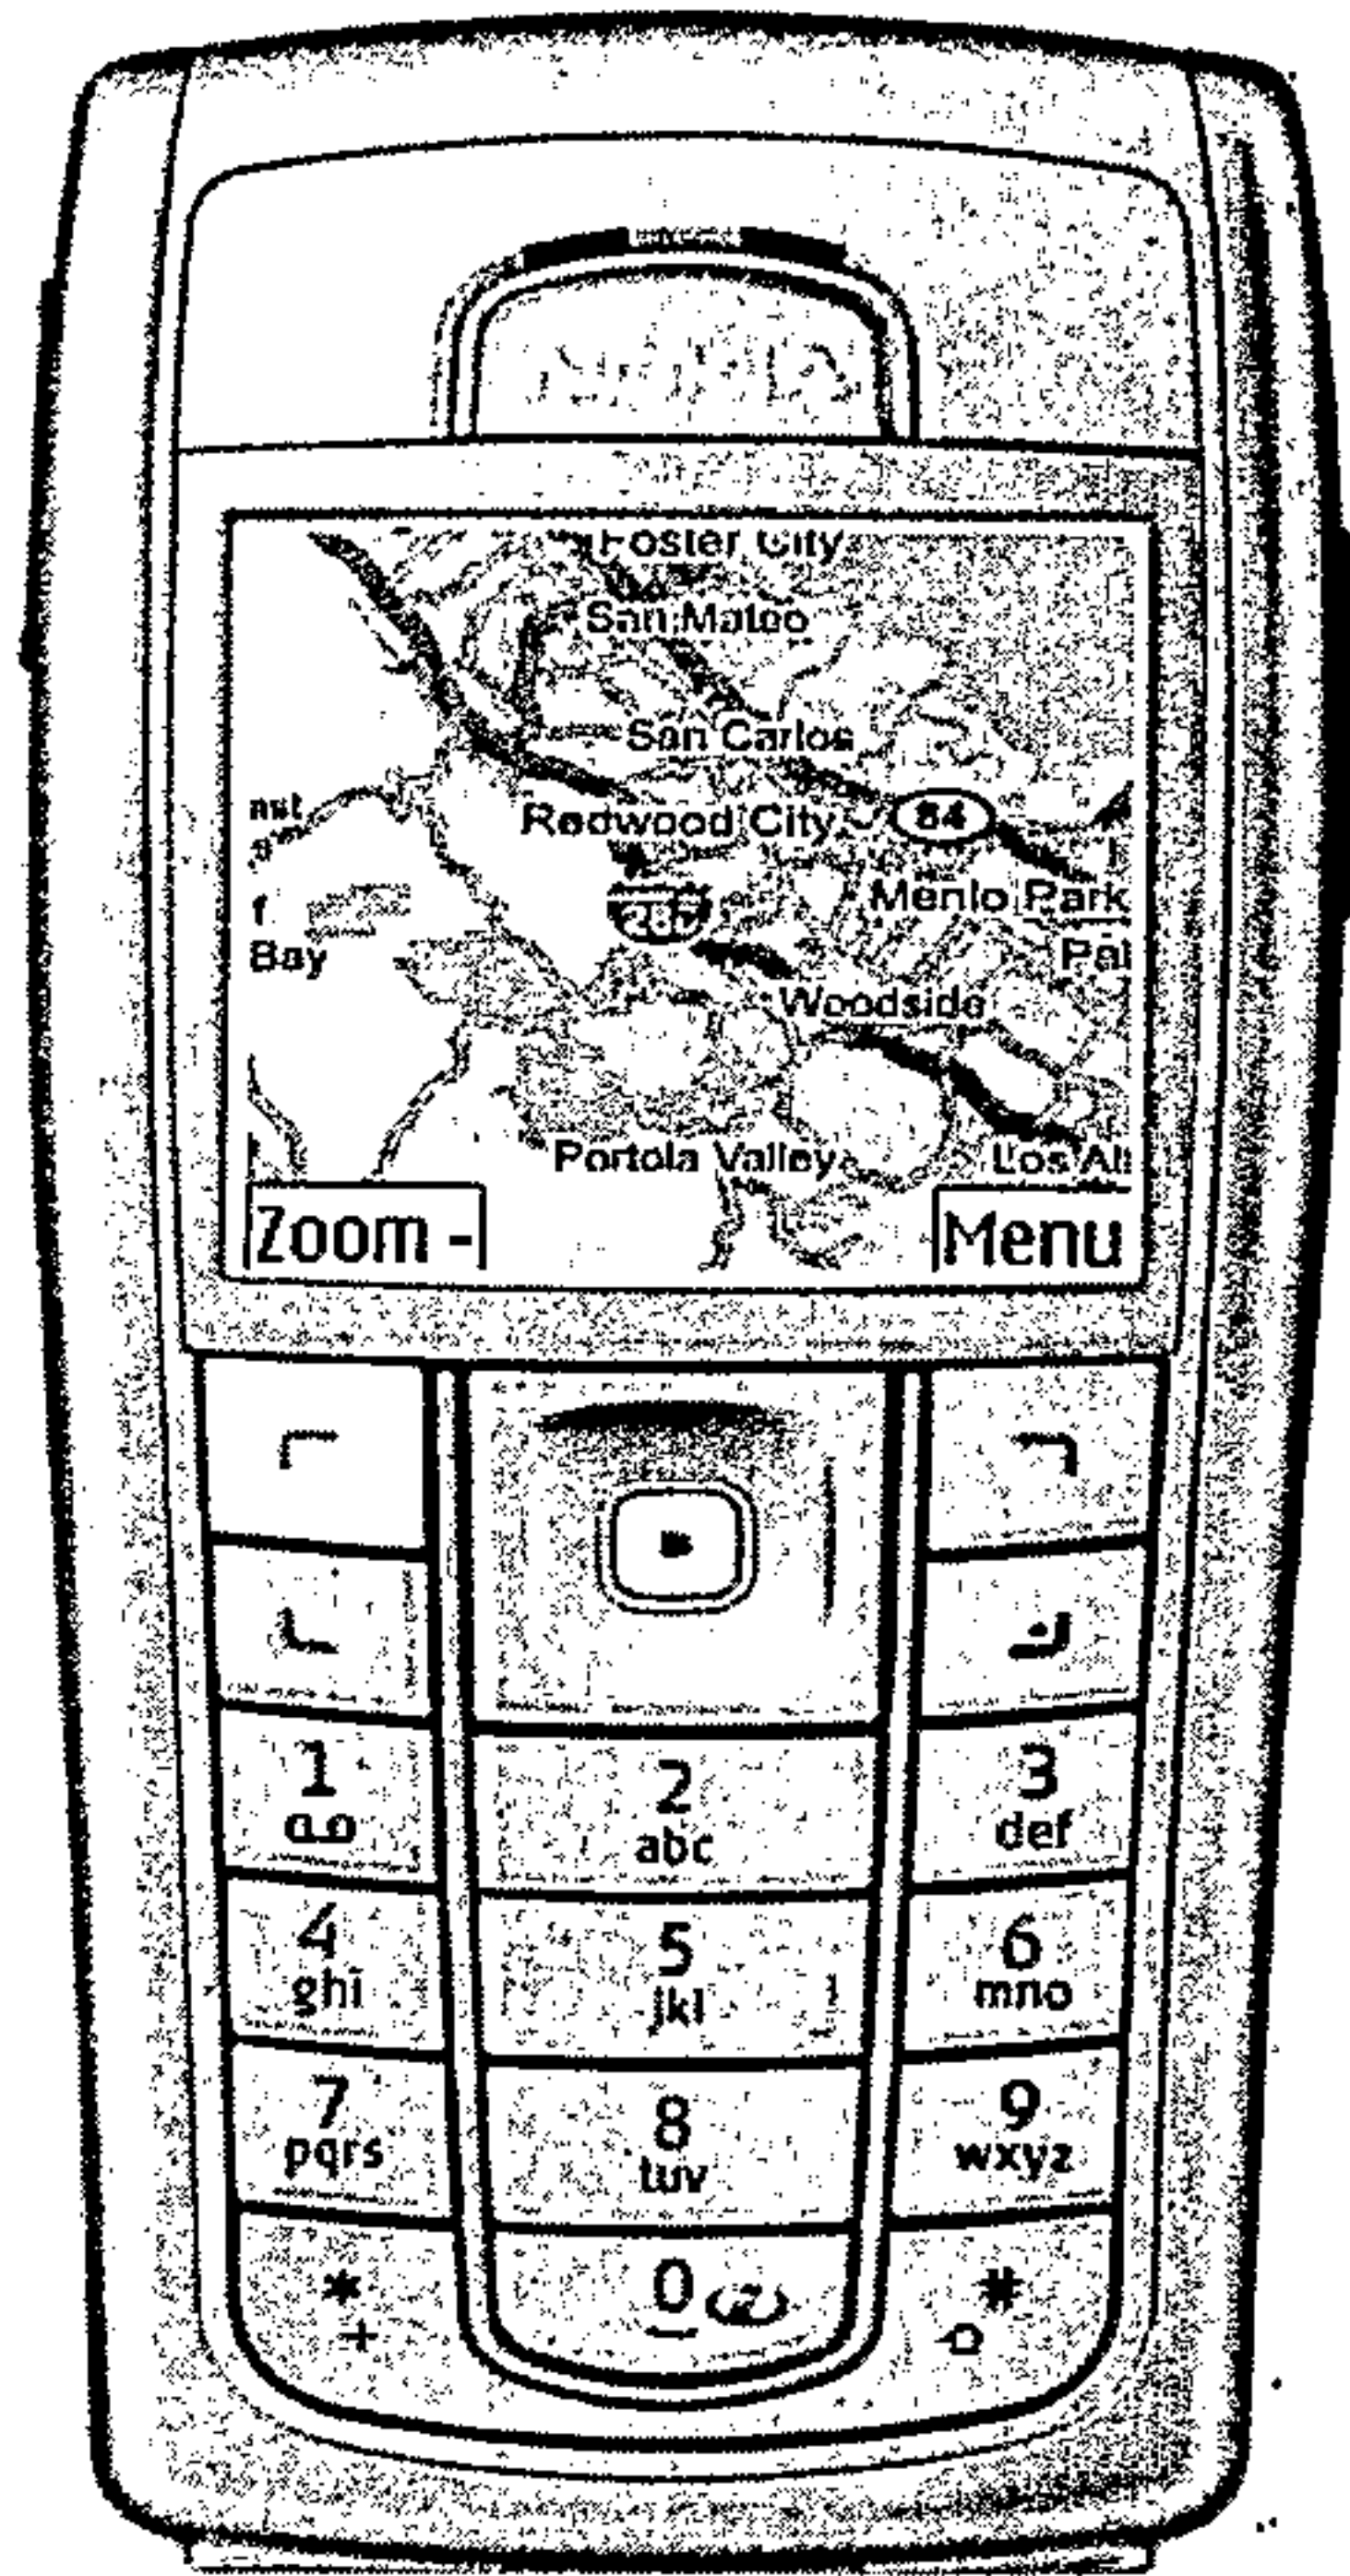 Foster City
San Mateo
San Carlos
Redwood City
84
Menlo Park
280
f
Bay
Pal
Woodside
Portola Valley
Los Alt
Zoom -
Menu
1
2
abc
3
def
4
ghi
5
jkl
6
mno
7
pqrs
8
tuv
9
wxyz
*
+
0
#